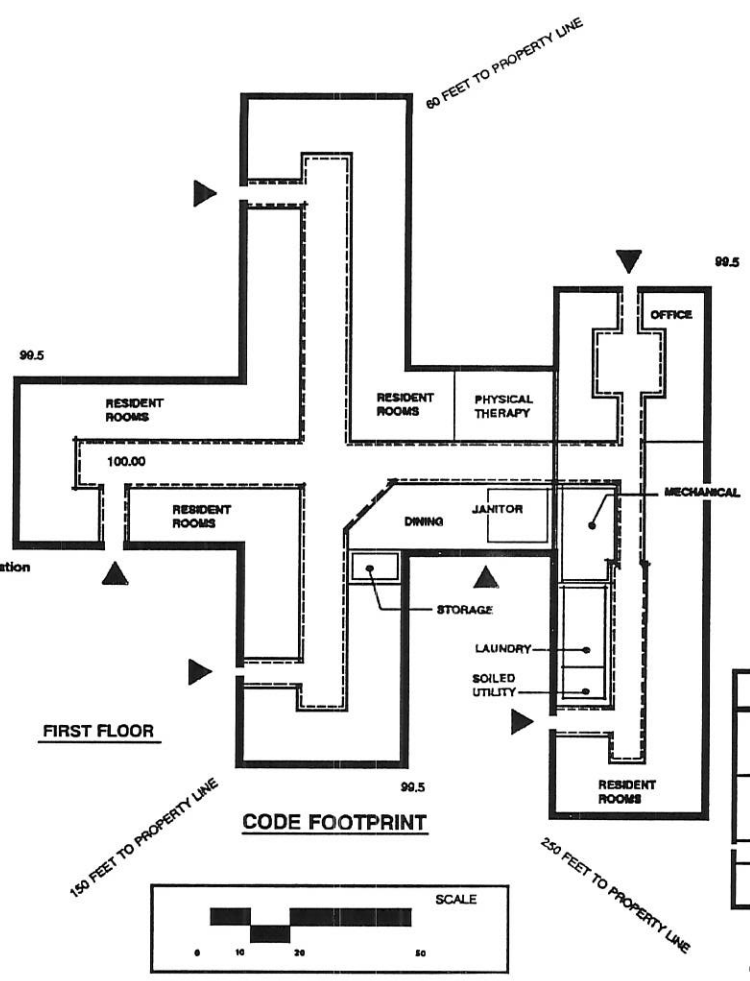 60 FEET TO PROPERTY LINE
99.5
OFFICE
99.5
RESIDENT
ROOMS
RESIDENT
ROOMS
PHYSICAL
THERAPY
100.00
MECHANICAL
RESIDENT
ROOMS
DINING
JANITOR
STORAGE
LAUNDRY
SOILED
UTILITY
FIRST FLOOR
RESIDENT
ROOMS
99.5
150 FEET TO PROPERTY LINE
CODE FOOTPRINT
250 FEET TO PROPERTY LINE
SCALE
0 10 20 50